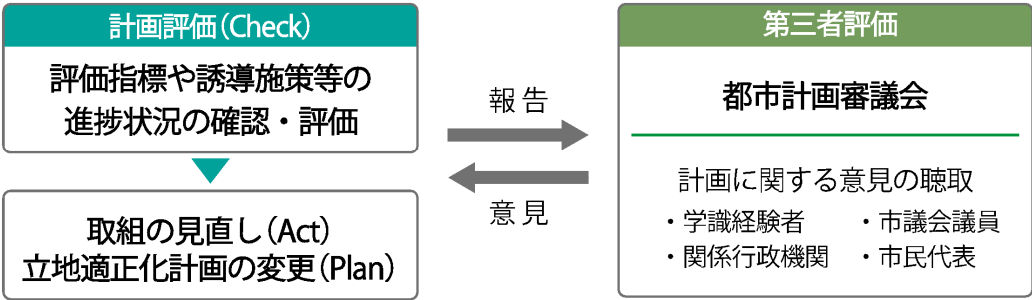 計画評価（Check）
評価指標や誘導施策等の
進捗状況の確認・評価
取組の見直し（Act）
立地適正化計画の変更（Plan）
報告
意見
第三者評価
都市計画審議会
計画に関する意見の聴取
・学識経験者　・市議会議員
・関係行政機関　・市民代表